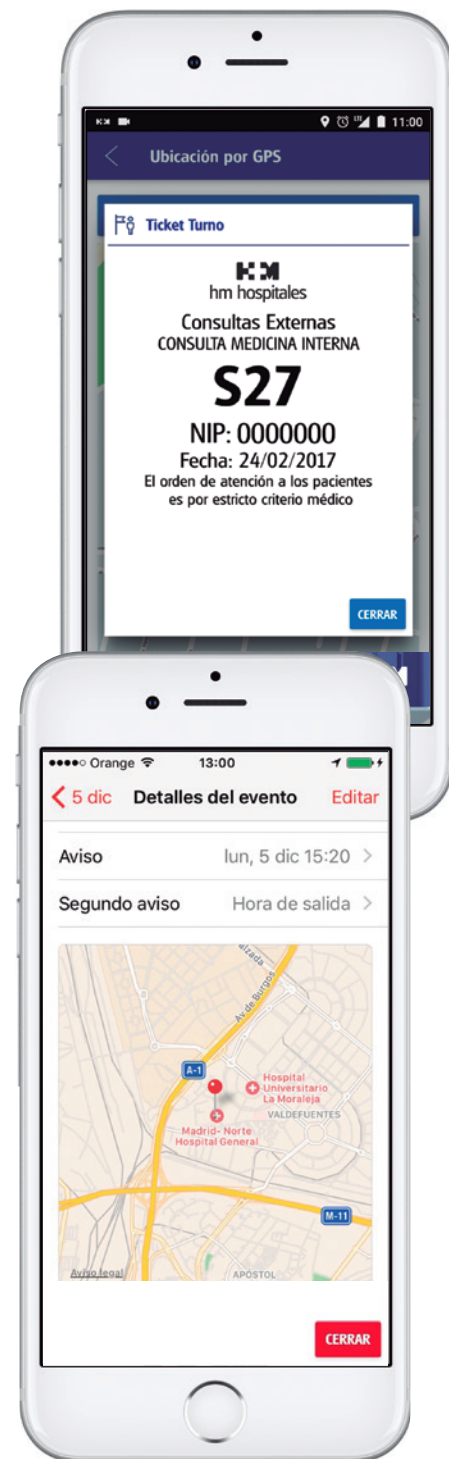 11:00
Ubicación por GPS
Ticket Turno
hm hospitales
Consultas Externas
CONSULTA MEDICINA INTERNA
S27
NIP: 0000000
Fecha: 24/02/2017
El orden de atención a los pacientes
es por estricto criterio médico
CERRAR
Orange 13:00
5 dic Detalles del evento Editar
Aviso lun, 5 dic 15:20
Segundo aviso Hora de salida
Av de Burgos
A-1
Hospital
Universitario
La Moraleja
VALDEFUENTES
Madrid- Norte
Hospital General
M-11
Aviso legal
APÓSTOL
CERRAR